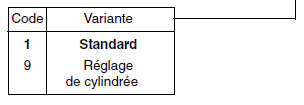 Code Variante
1 Standard
9 Réglage
de cylindrée